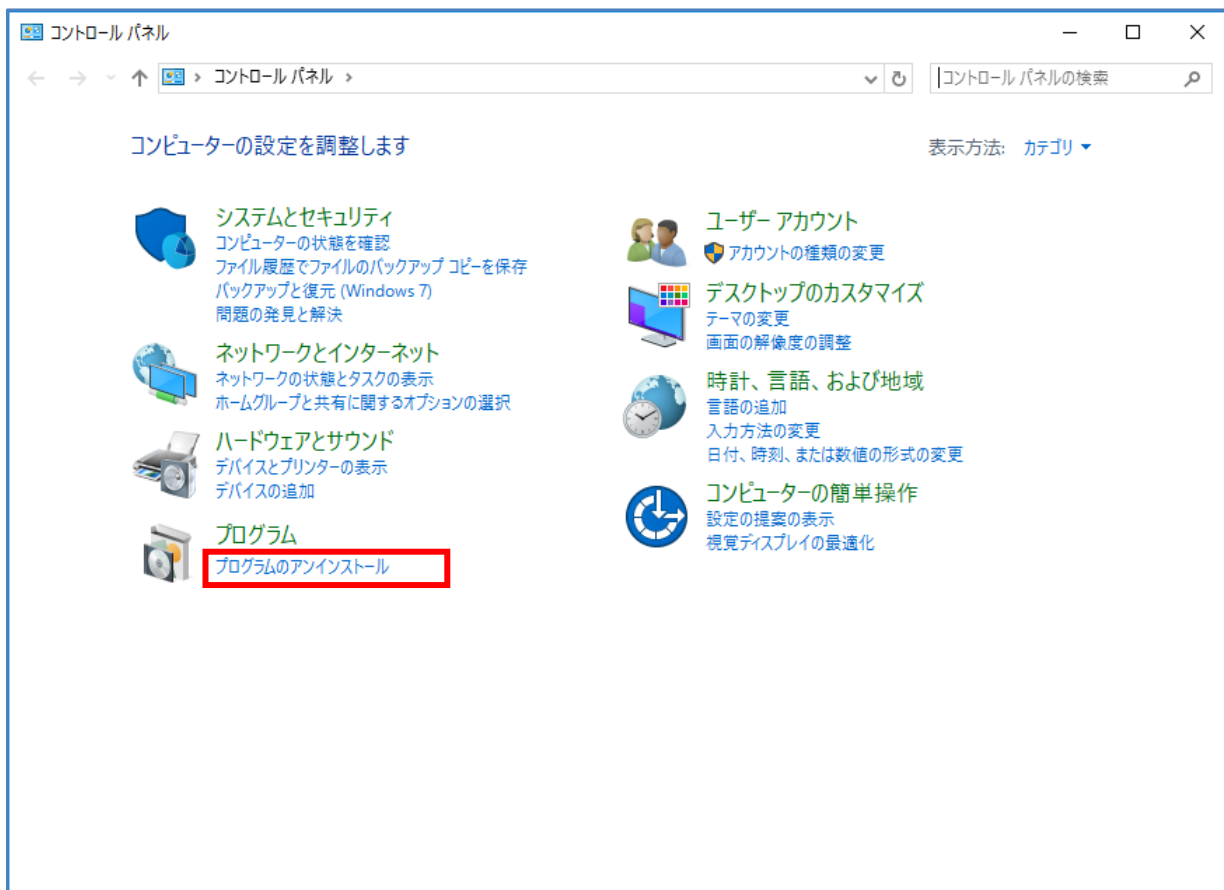 コントロール パネル
コントロール パネル
コントロール パネルの検索
コンピューターの設定を調整します
表示方法: カテゴリ
システムとセキュリティ
コンピューターの状態を確認
ファイル履歴でファイルのバックアップ コピーを保存
バックアップと復元 (Windows 7)
問題の発見と解決
ネットワークとインターネット
ネットワークの状態とタスクの表示
ホームグループと共有に関するオプションの選択
ハードウェアとサウンド
デバイスとプリンターの表示
デバイスの追加
プログラム
プログラムのアンインストール
ユーザー アカウント
アカウントの種類の変更
デスクトップのカスタマイズ
テーマの変更
画面の解像度の調整
時計、言語、および地域
言語の追加
入力方法の変更
日付、時刻、または数値の形式の変更
コンピューターの簡単操作
設定の提案の表示
視覚ディスプレイの最適化